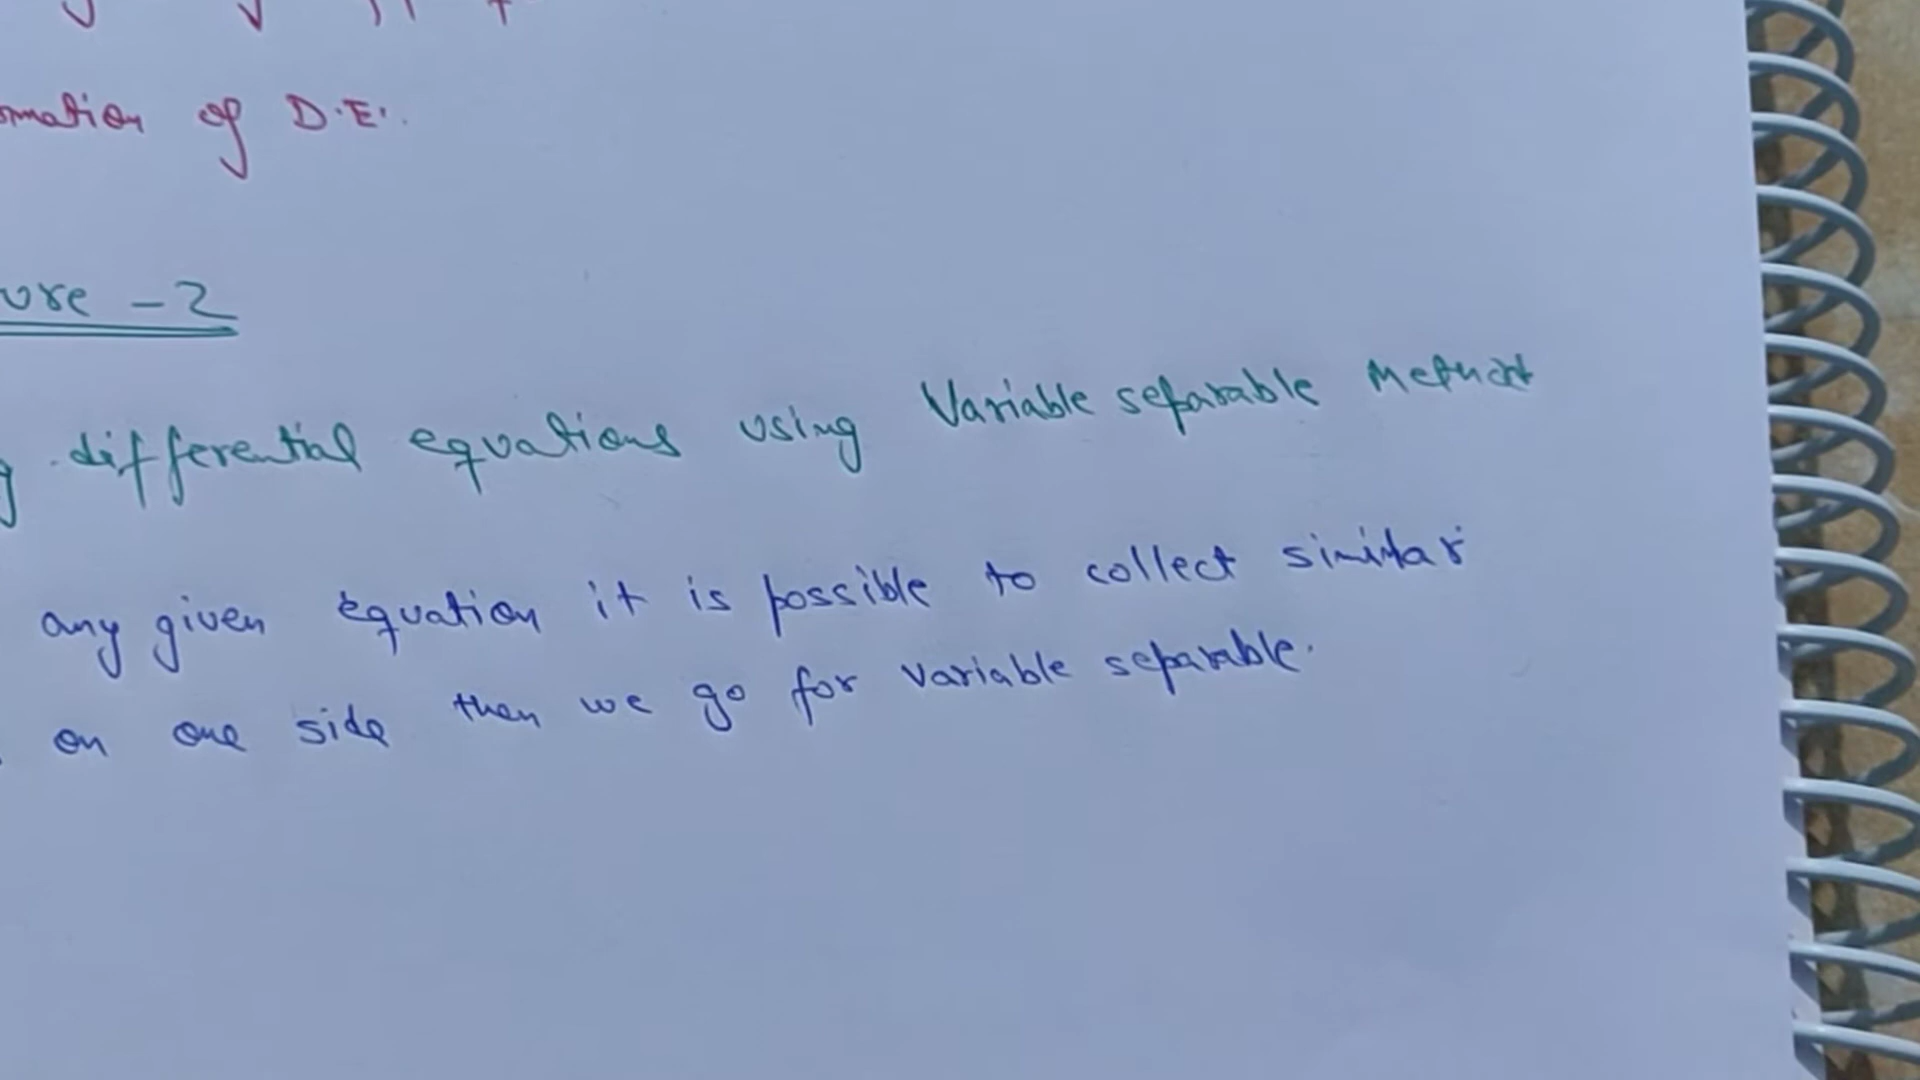 of D.E.
-2
differential equations using Variable separable Method
any given equation it is possible to collect similar
on one side then we go for variable separable.